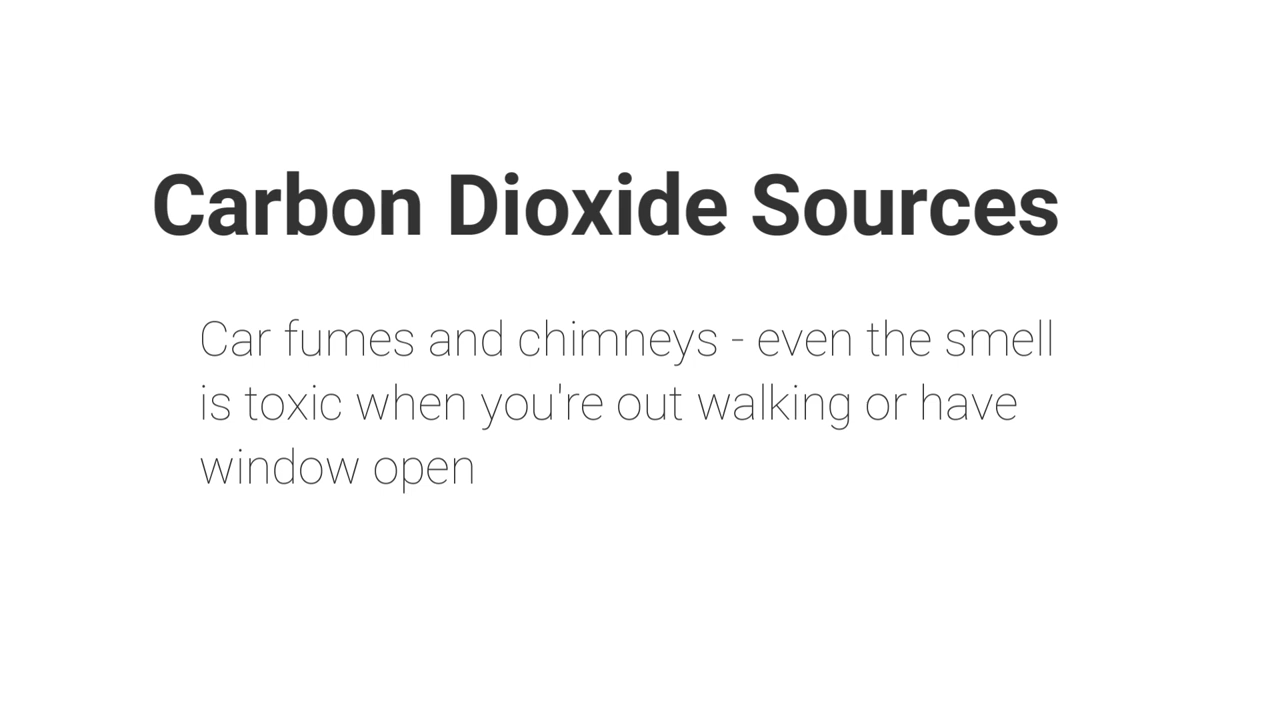 Carbon Dioxide Sources
Car fumes and chimneys - even the smell
is toxic when you're out walking or have
window open